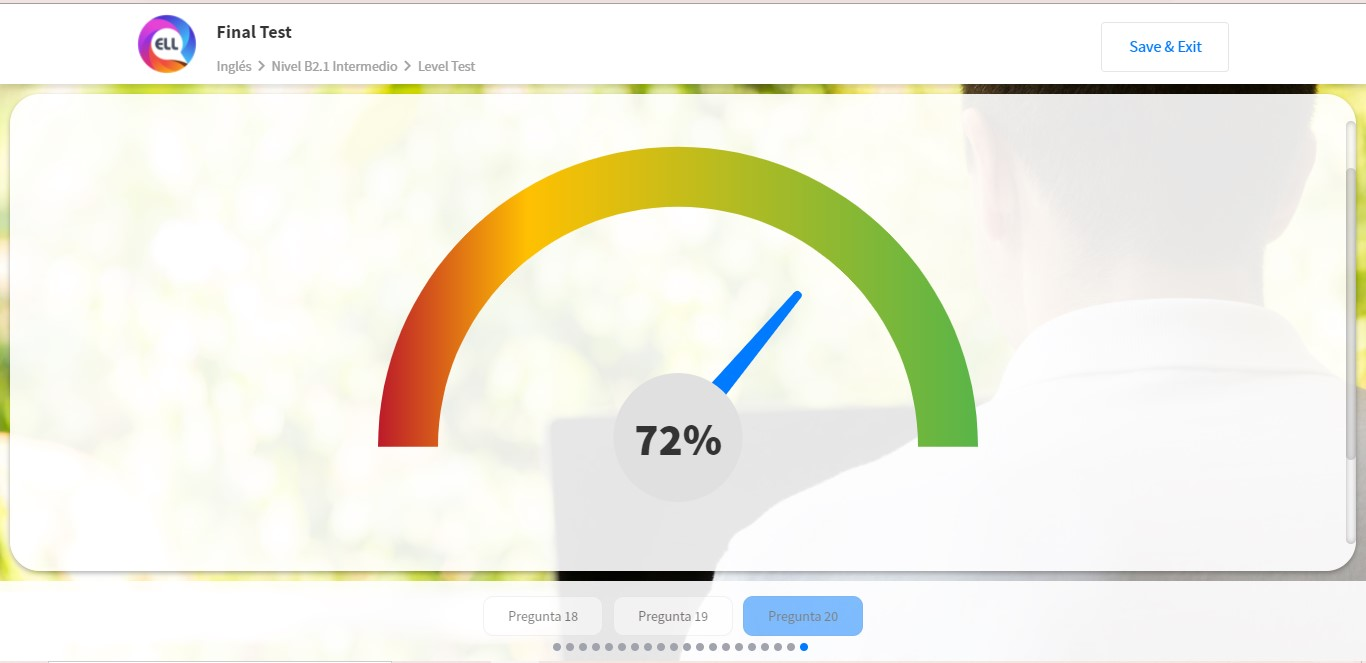 ELL
Final Test
Inglés > Nivel B2.1 Intermedio > Level Test
Save & Exit
72%
Pregunta 18
Pregunta 19
Pregunta 20